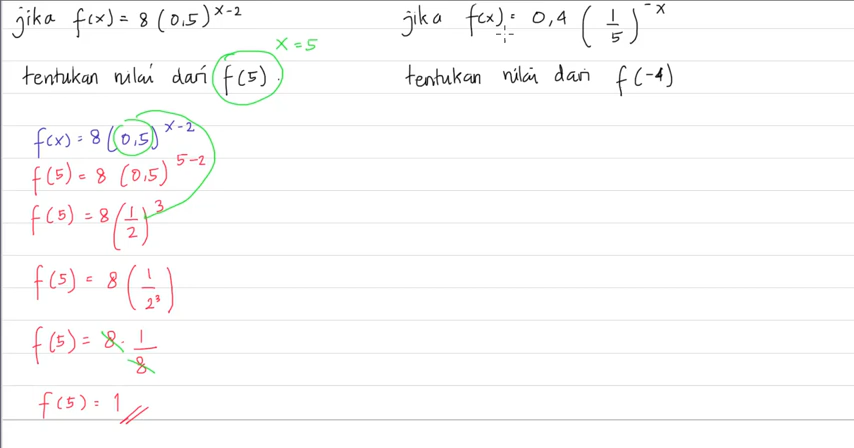 jika f(x) = 8 (0,5)^x-2
x = 5
tentukan nilai dari f(5).
f(x) = 8 (0,5)^x-2
f(5) = 8 (0,5)^5-2
f(5) = 8 (1/2)^3
f(5) = 8 (1/2^3)
f(5) = 8 · 1/8
f(5) = 1 //
jika f(x) = 0,4 (1/5)^-x
tentukan nilai dari f(-4)